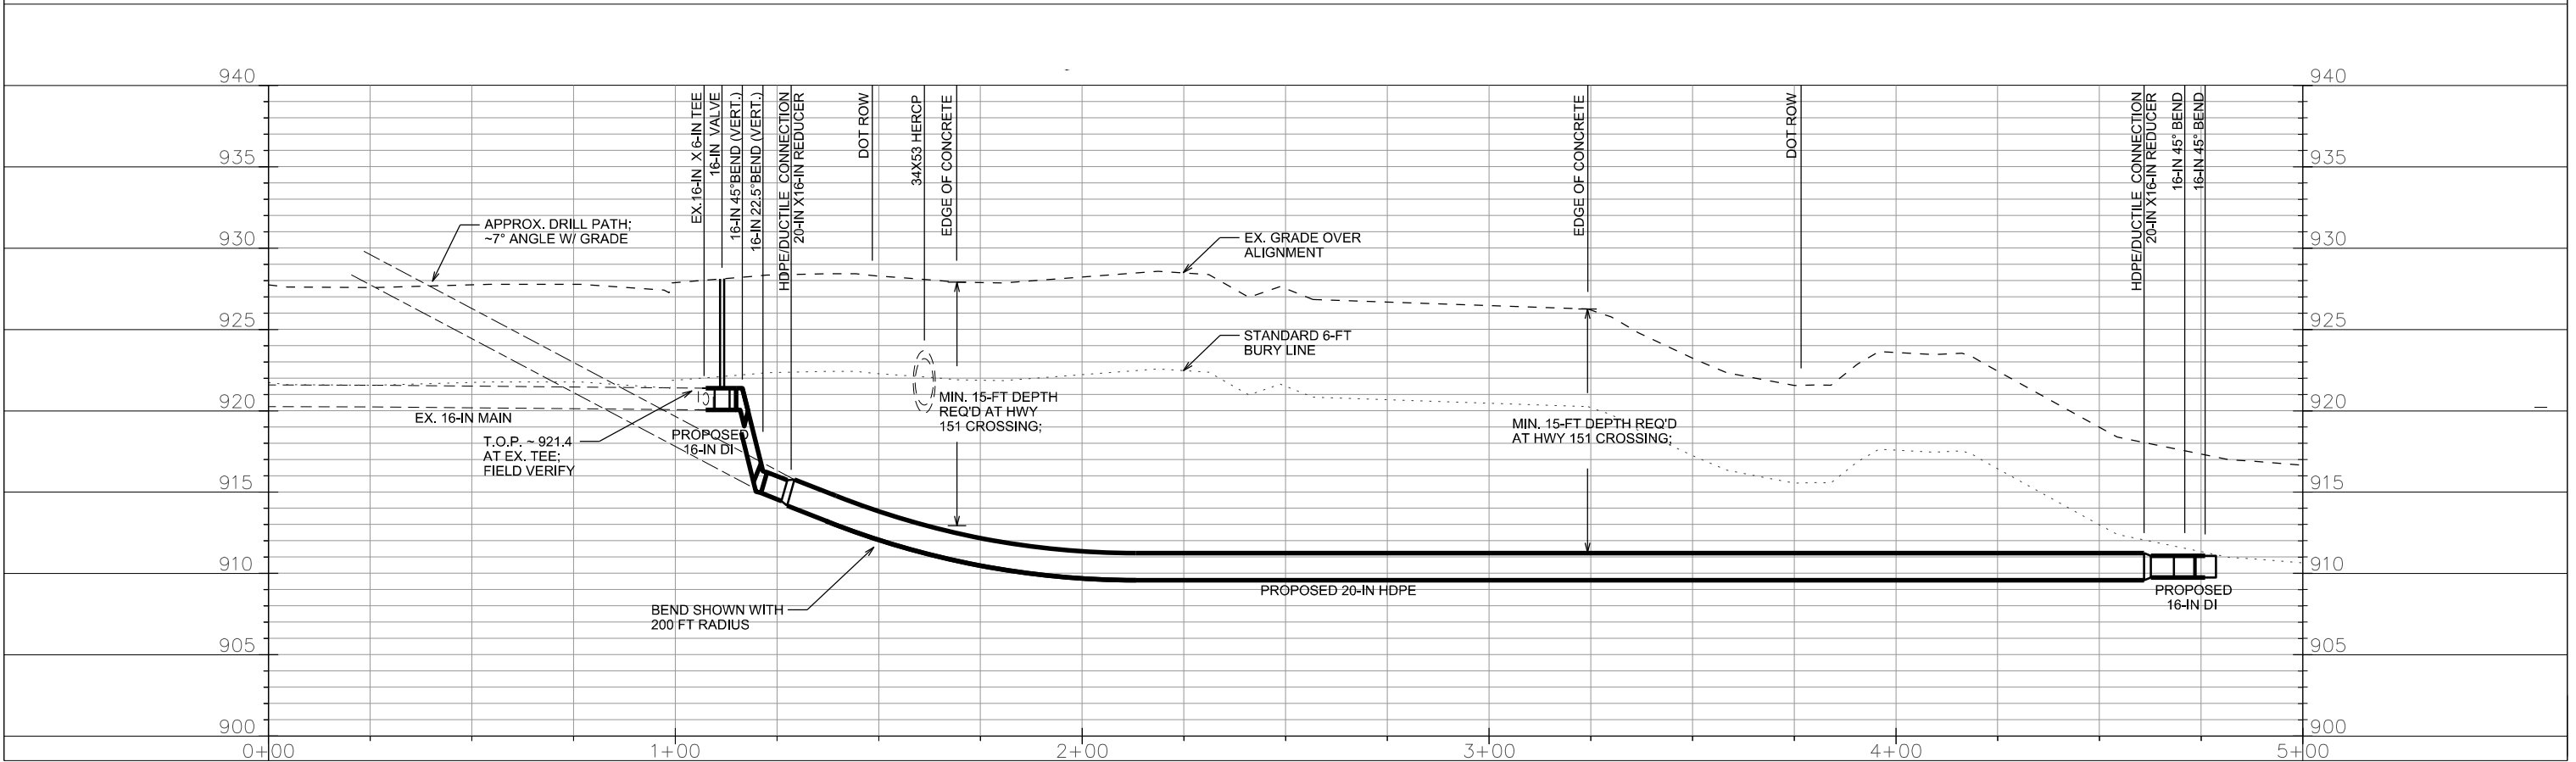 940
935
930
925
920
915
910
905
900
940
935
930
925
920
915
910
905
900
0+00
1+00
2+00
3+00
4+00
5+00
EX.16-IN X 6-IN TEE
16-IN VALVE
16-IN 45°BEND (VERT.)
16-IN 22.5°BEND (VERT.)
HDPE/DUCTILE CONNECTION
20-IN X16-IN REDUCER
DOT ROW
34X53 HERCP
EDGE OF CONCRETE
EDGE OF CONCRETE
DOT ROW
HDPE/DUCTILE CONNECTION
20-IN X16-IN REDUCER
16-IN 45° BEND
16-IN 45° BEND
APPROX. DRILL PATH;
~7° ANGLE W/ GRADE
EX. GRADE OVER
ALIGNMENT
STANDARD 6-FT
BURY LINE
EX. 16-IN MAIN
T.O.P. ~ 921.4
AT EX. TEE;
FIELD VERIFY
PROPOSED
16-IN DI
MIN. 15-FT DEPTH
REQ'D AT HWY
151 CROSSING;
MIN. 15-FT DEPTH REQ'D
AT HWY 151 CROSSING;
BEND SHOWN WITH
200 FT RADIUS
PROPOSED 20-IN HDPE
PROPOSED
16-IN DI